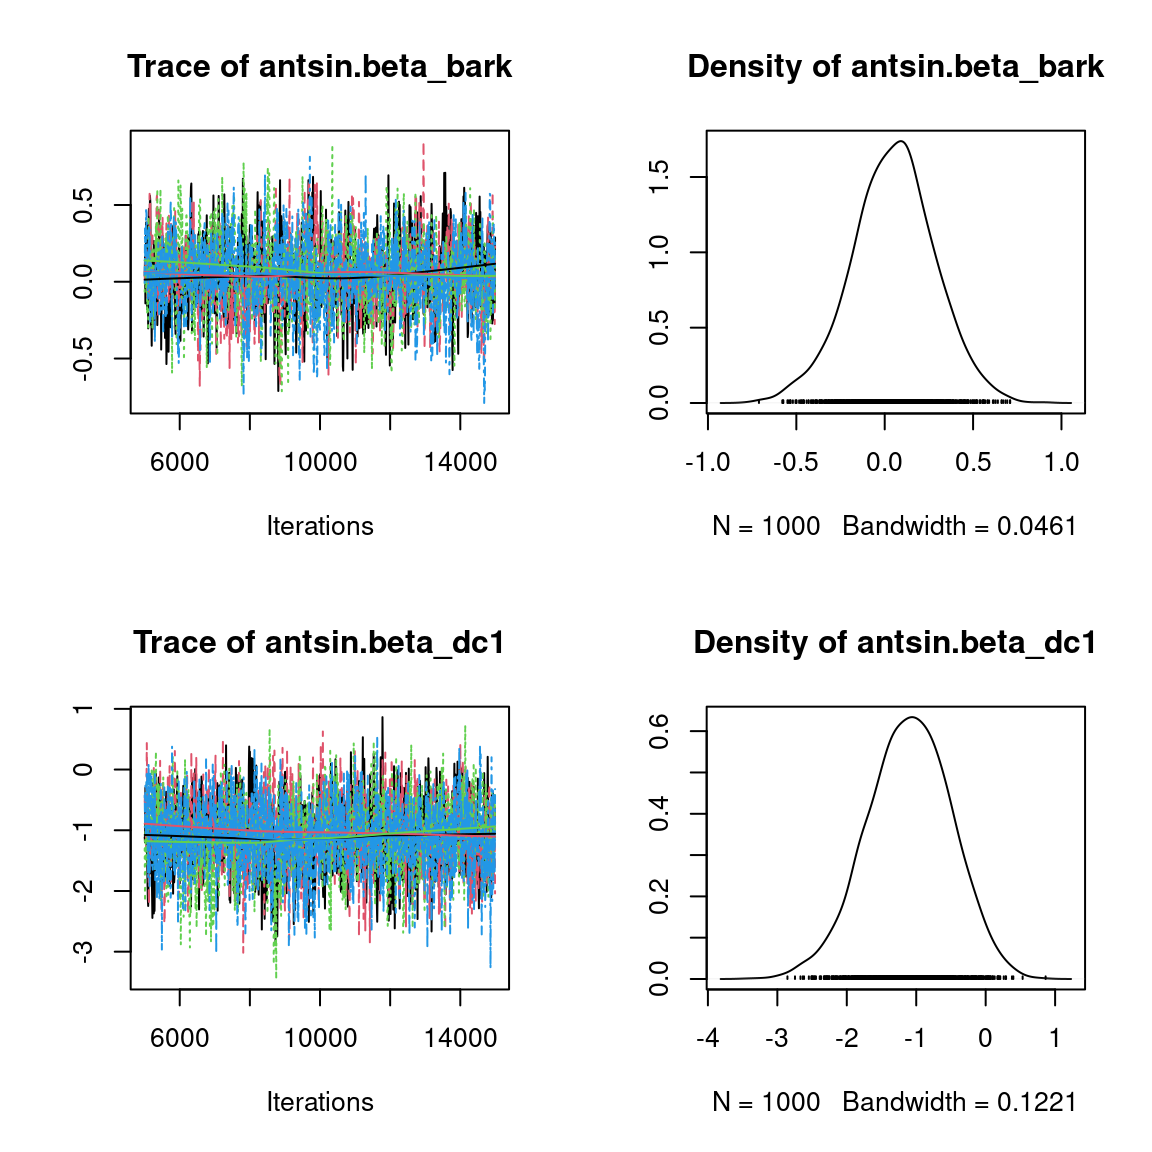 Trace of antsin.beta_bark
0.5
0.0
-0.5
6000 10000 14000
Iterations
Density of antsin.beta_bark
1.5
1.0
0.5
0.0
-1.0 -0.5 0.0 0.5 1.0
N = 1000 Bandwidth = 0.0461
Trace of antsin.beta_dc1
1
0
-1
-2
-3
6000 10000 14000
Iterations
Density of antsin.beta_dc1
0.6
0.4
0.2
0.0
-4 -3 -2 -1 0 1
N = 1000 Bandwidth = 0.1221